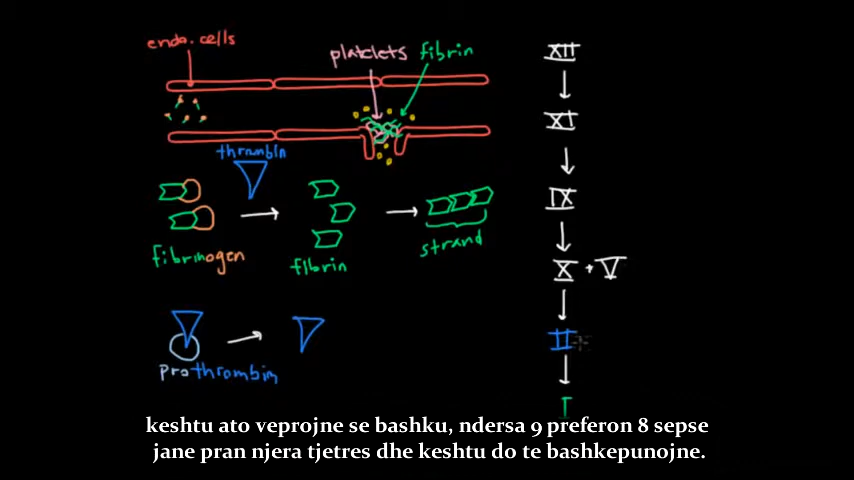 endo. cells
platelets
fibrin
thrombin
fibrinogen
fibrin
strand
prothrombin
XII
XI
IX
X + V
II
I
keshtu ato veprojne se bashku, ndersa 9 preferon 8 sepse
jane pran njera tjetres dhe keshtu do te bashkepunojne.